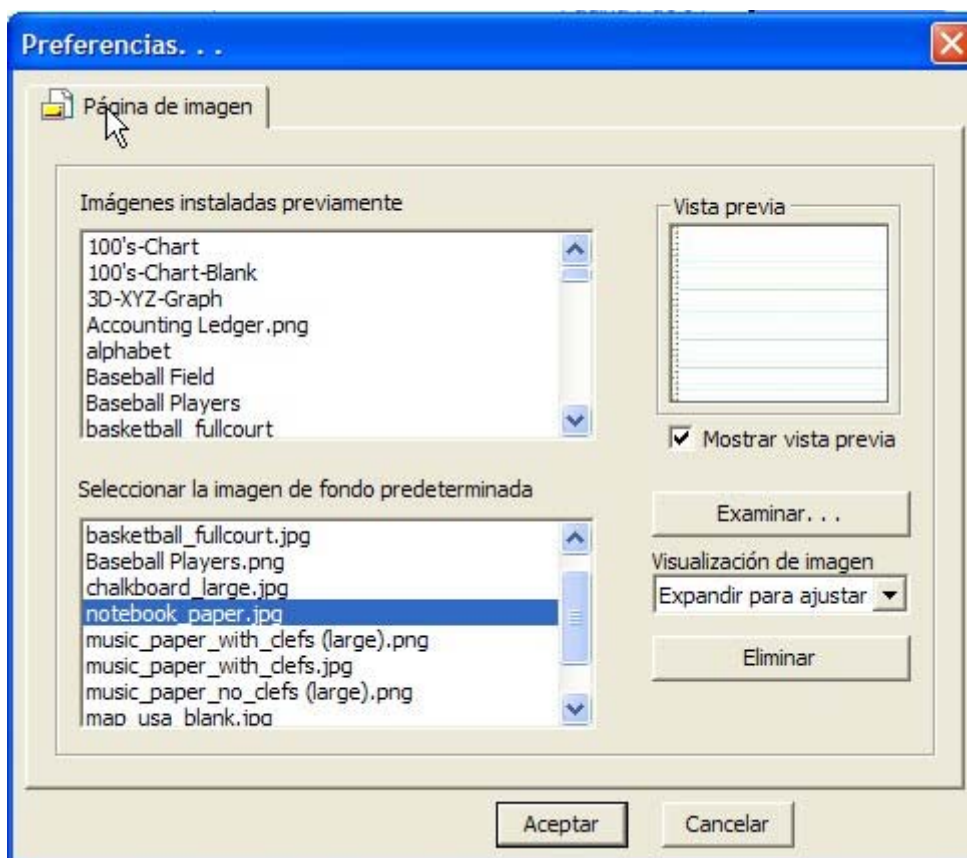 Preferencias. . .
Página de imagen
Imágenes instaladas previamente
100's-Chart
100's-Chart-Blank
3D-XYZ-Graph
Accounting Ledger.png
alphabet
Baseball Field
Baseball Players
basketball_fullcourt
Vista previa
Mostrar vista previa
Seleccionar la imagen de fondo predeterminada
basketball_fullcourt.jpg
Baseball Players.png
chalkboard_large.jpg
notebook_paper.jpg
music_paper_with_clefs (large).png
music_paper_with_clefs.jpg
music_paper_no_clefs (large).png
map_usa_blank.jpg
Examinar. . .
Visualización de imagen
Expandir para ajustar
Eliminar
Aceptar
Cancelar